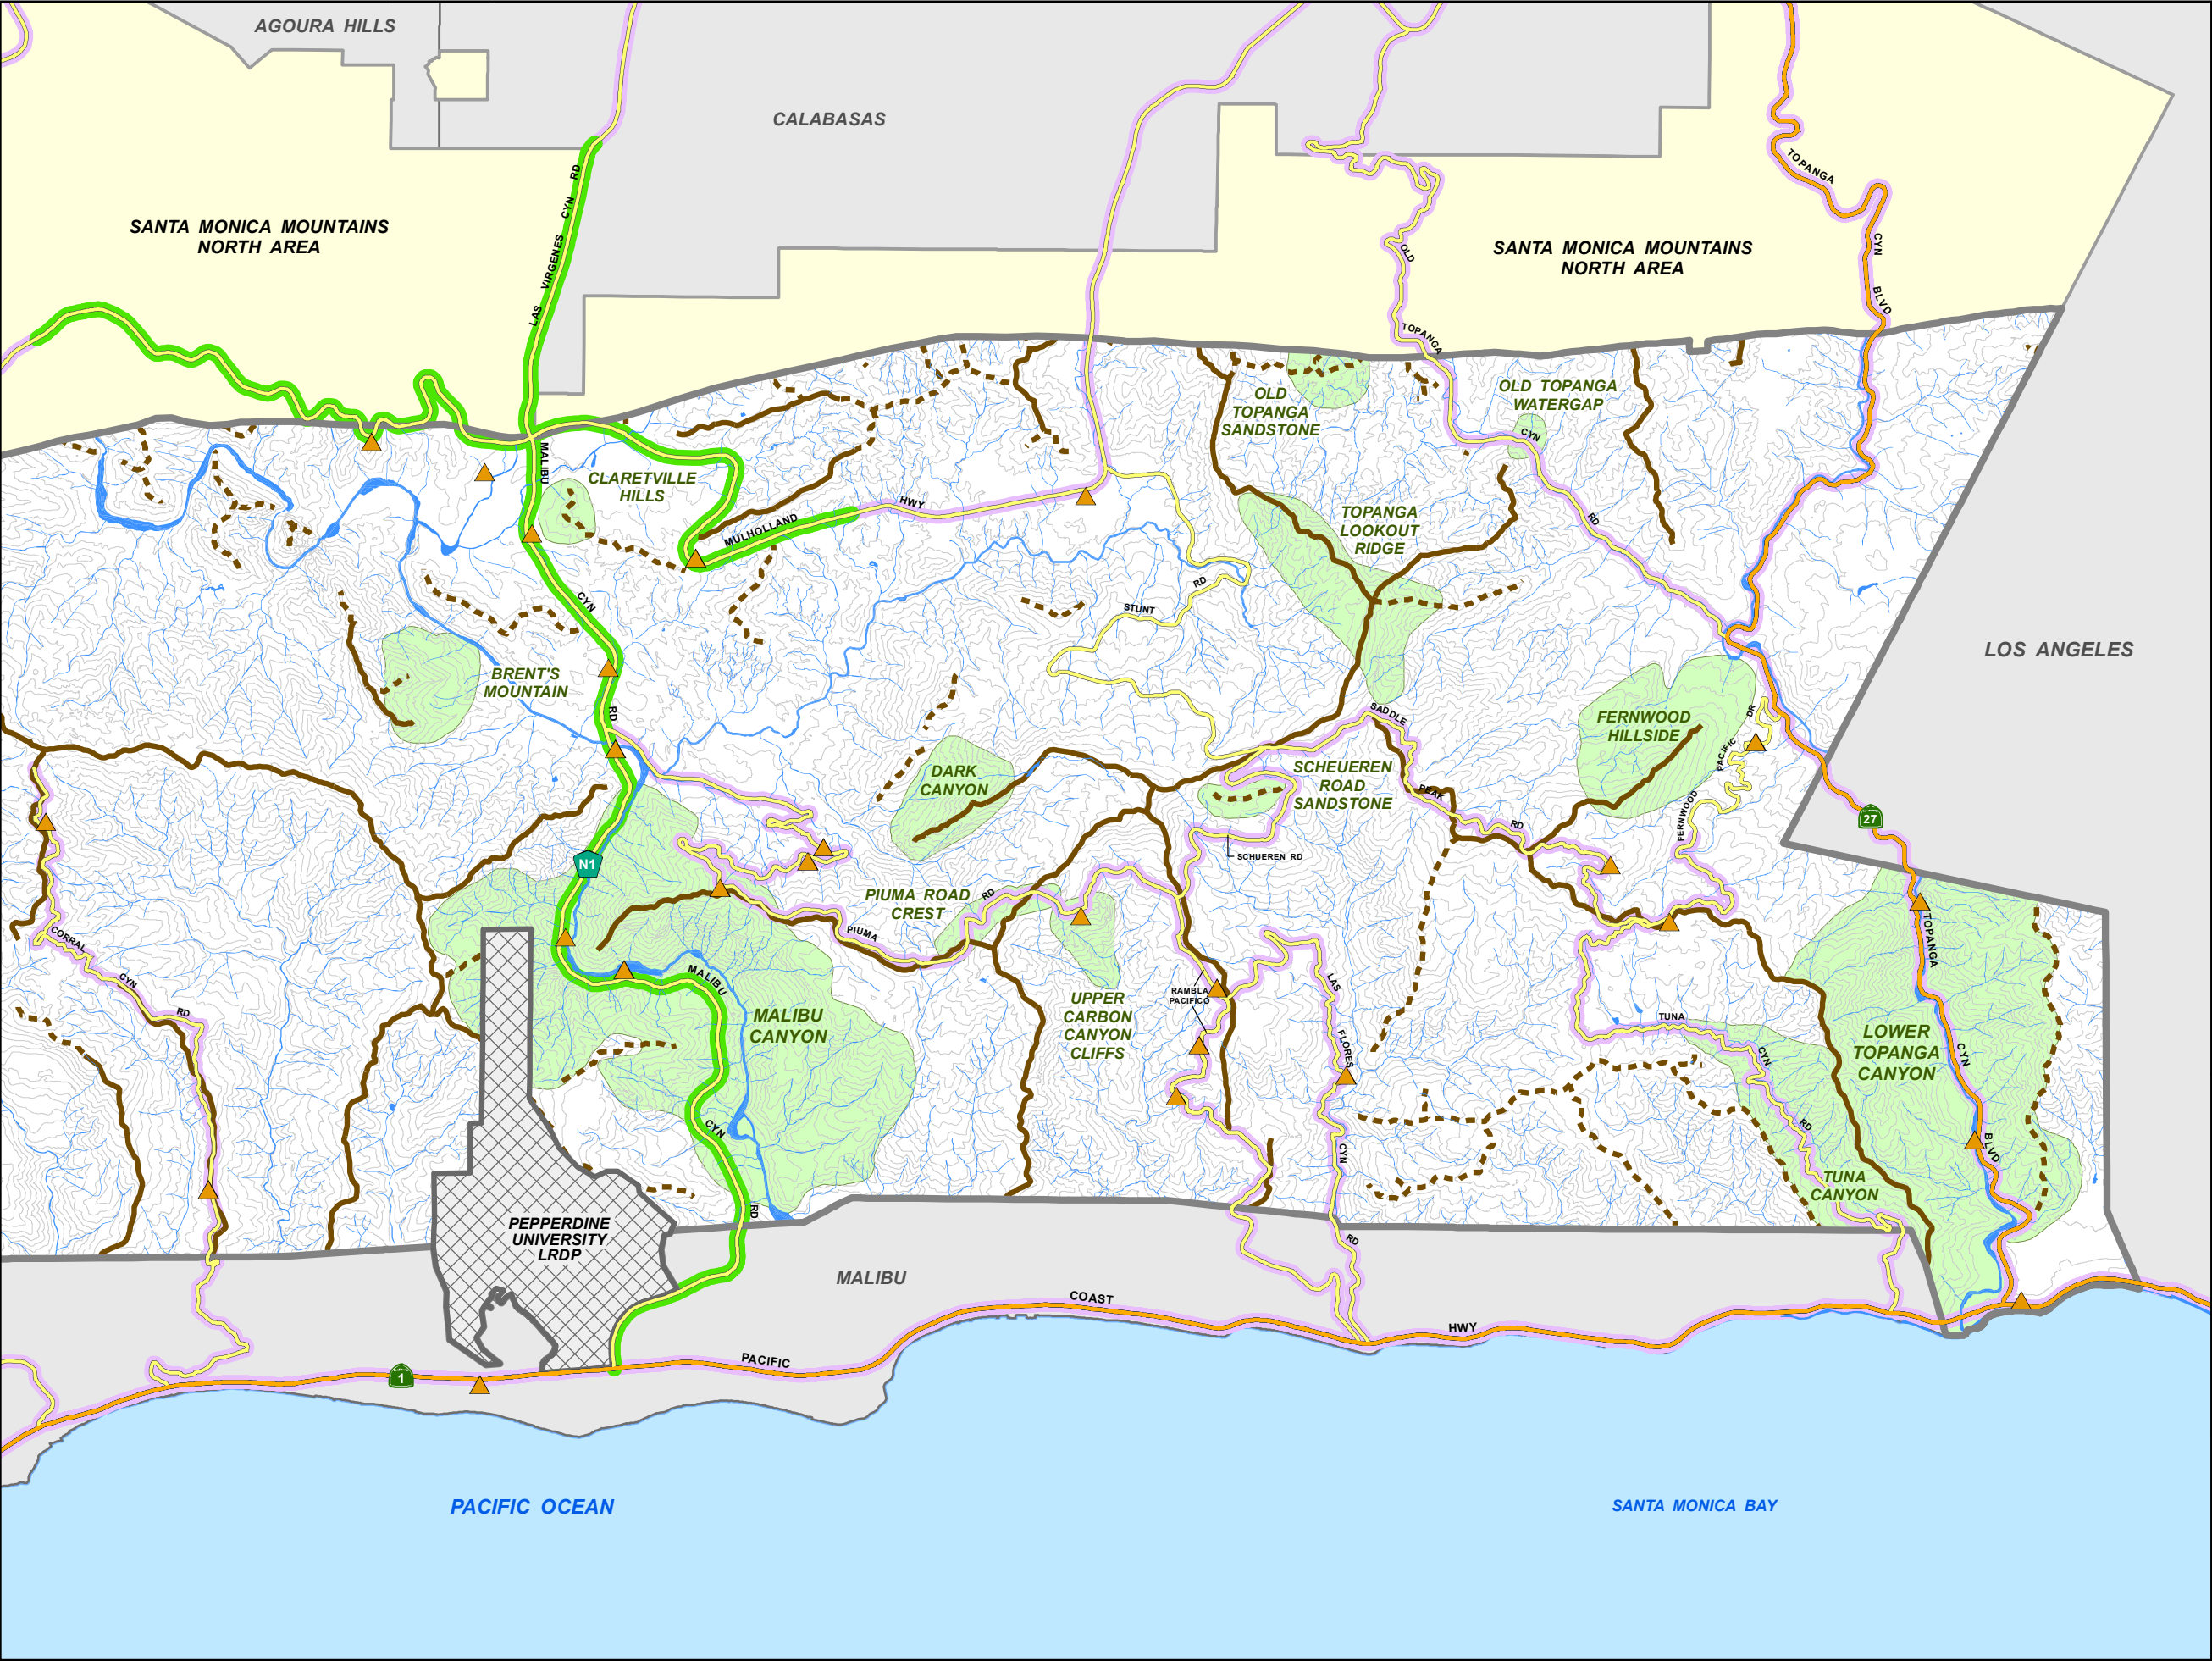 AGOURA HILLS
CALABASAS
SANTA MONICA MOUNTAINS
NORTH AREA
SANTA MONICA MOUNTAINS
NORTH AREA
LAS VIRGENES CYN RD
TOPANGA CYN BLVD
OLD TOPANGA CYN RD
OLD
TOPANGA
SANDSTONE
OLD TOPANGA
WATERGAP
CLARETVILLE
HILLS
MALIBU CYN RD
MULHOLLAND HWY
TOPANGA
LOOKOUT
RIDGE
STUNT RD
LOS ANGELES
BRENT'S
MOUNTAIN
FERNWOOD
HILLSIDE
SADDLE PEAK RD
DARK
CANYON
SCHEUEREN
ROAD
SANDSTONE
FERNWOOD PACIFIC DR
27
SCHUEREN RD
N1
PIUMA ROAD
CREST
PIUMA RD
CORRAL CYN RD
MALIBU CYN RD
MALIBU
CANYON
UPPER
CARBON
CANYON
CLIFFS
RAMBLA
PACIFICO
LAS FLORES CYN RD
TUNA CYN RD
LOWER
TOPANGA
CANYON
TOPANGA CYN BLVD
TUNA
CANYON
PEPPERDINE
UNIVERSITY
LRDP
MALIBU
PACIFIC COAST HWY
1
PACIFIC OCEAN
SANTA MONICA BAY